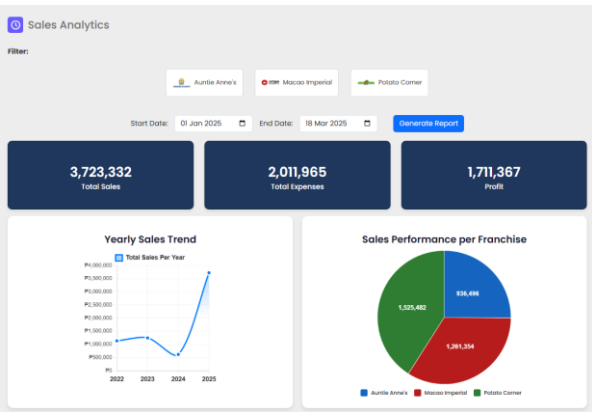 Sales Analytics
Filter:
Auntie Anne's Macao Imperial Potato Corner
Start Date: 01 Jan 2025 End Date: 18 Mar 2025 Generate Report
3,723,332 2,011,965 1,711,367
Total Sales Total Expenses Profit
Yearly Sales Trend
Total Sales Per Year
₱4,000,000
₱3,500,000
₱3,000,000
₱2,500,000
₱2,000,000
₱1,500,000
₱1,000,000
₱500,000
₱0
2022 2023 2024 2025
Sales Performance per Franchise
936,496
1,525,482
1,261,354
Auntie Anne's Macao Imperial Potato Corner